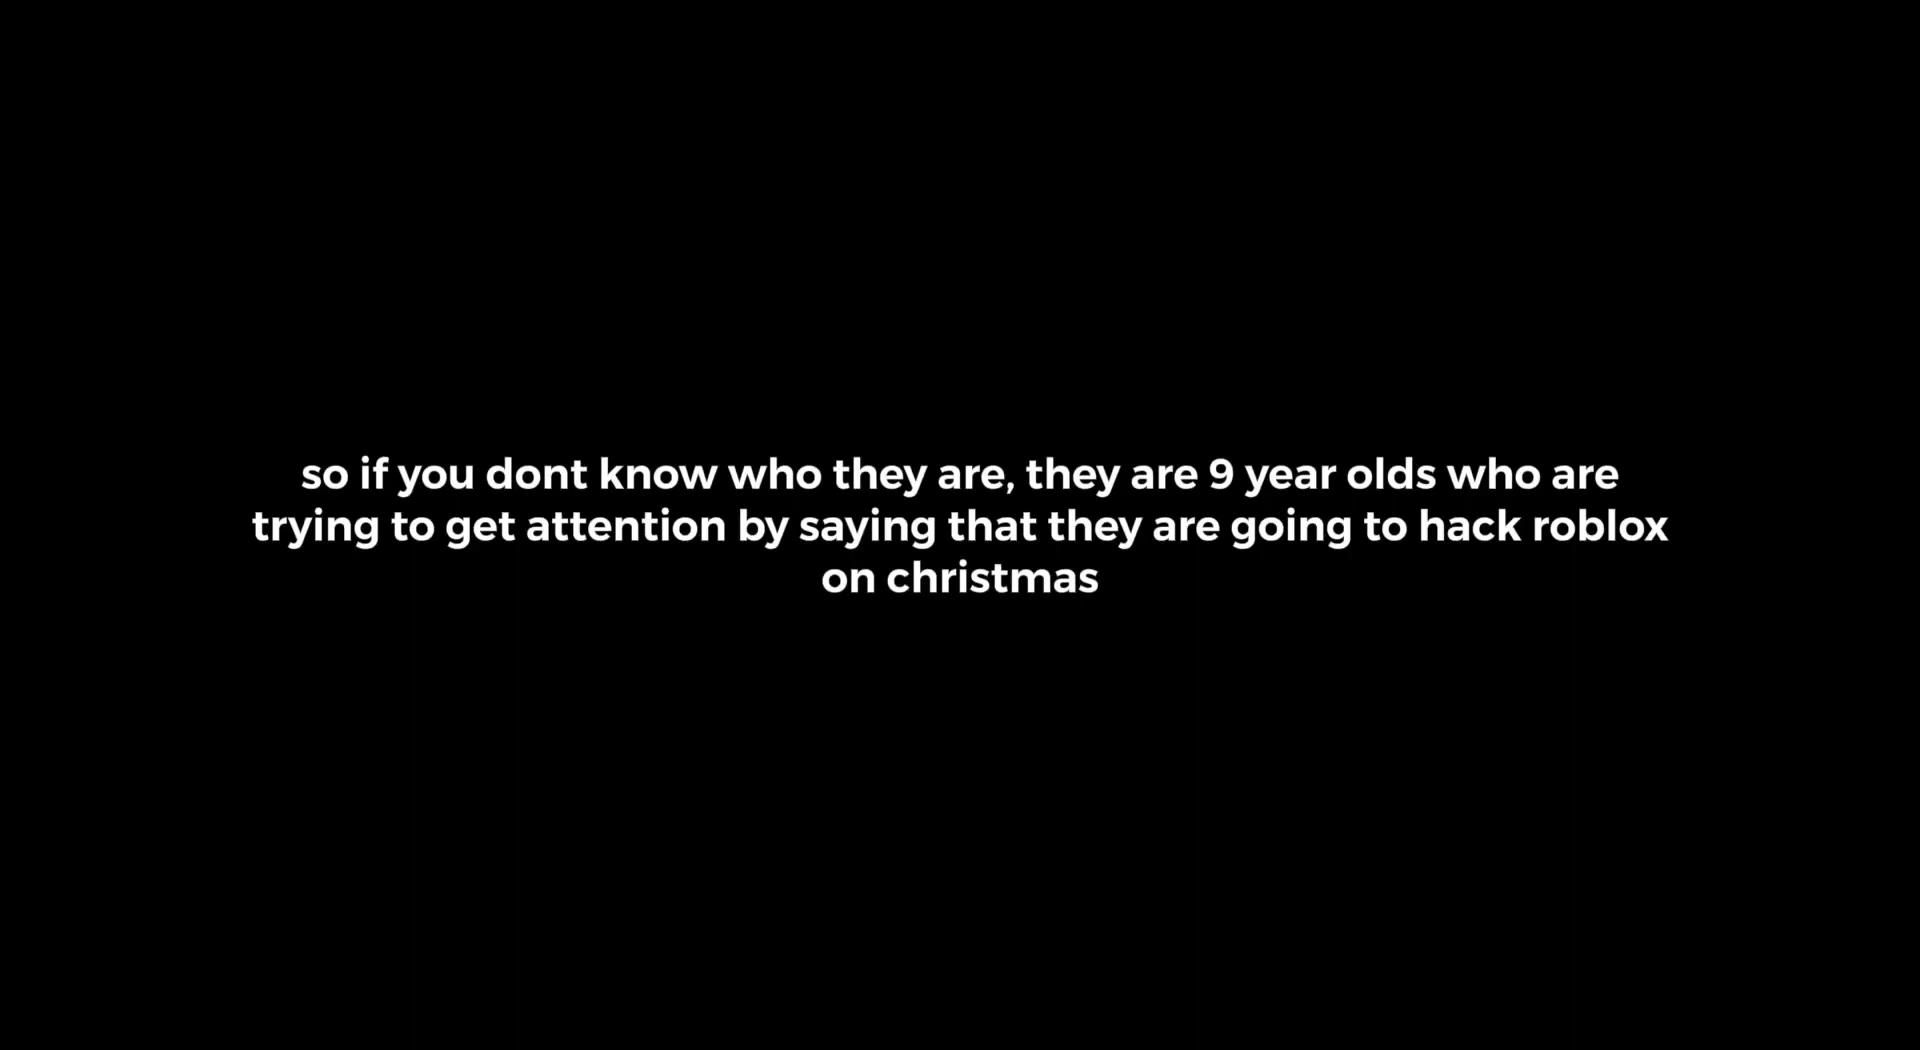 so if you dont know who they are, they are 9 year olds who are
trying to get attention by saying that they are going to hack roblox
on christmas